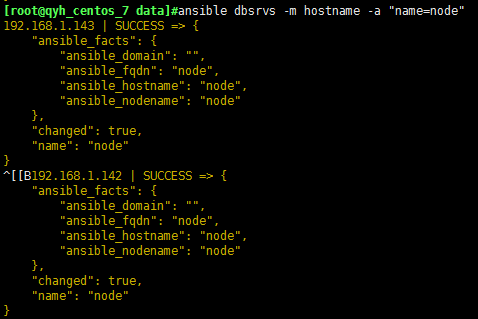 [root@qyh_centos_7 data]#ansible dbsrvs -m hostname -a "name=node"
192.168.1.143 | SUCCESS => {
    "ansible_facts": {
        "ansible_domain": "",
        "ansible_fqdn": "node",
        "ansible_hostname": "node",
        "ansible_nodename": "node"
    },
    "changed": true,
    "name": "node"
}
^[[B192.168.1.142 | SUCCESS => {
    "ansible_facts": {
        "ansible_domain": "",
        "ansible_fqdn": "node",
        "ansible_hostname": "node",
        "ansible_nodename": "node"
    },
    "changed": true,
    "name": "node"
}